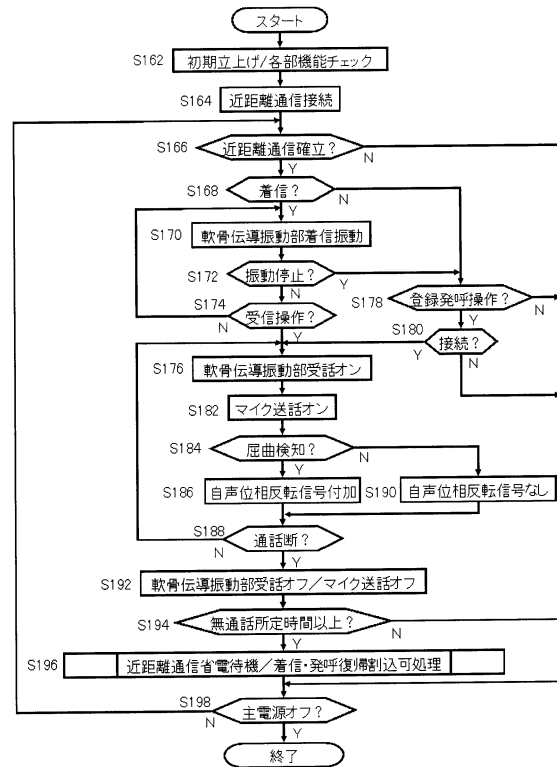 スタート
S162
初期立上げ/各部機能チェック
S164
近距離通信接続
S166
近距離通信確立?
N
Y
S168
着信?
N
Y
S170
軟骨伝導振動部着信振動
S172
振動停止?
Y
N
S174
受信操作?
N
Y
S178
登録発呼操作?
N
Y
S180
接続?
Y
N
S176
軟骨伝導振動部受話オン
S182
マイク送話オン
S184
屈曲検知?
N
Y
S186
自声位相反転信号付加
S190
自声位相反転信号なし
S188
通話断?
N
Y
S192
軟骨伝導振動部受話オフ/マイク送話オフ
S194
無通話所定時間以上?
N
Y
S196
近距離通信省電待機/着信・発呼復帰割込可処理
S198
主電源オフ?
N
Y
終了